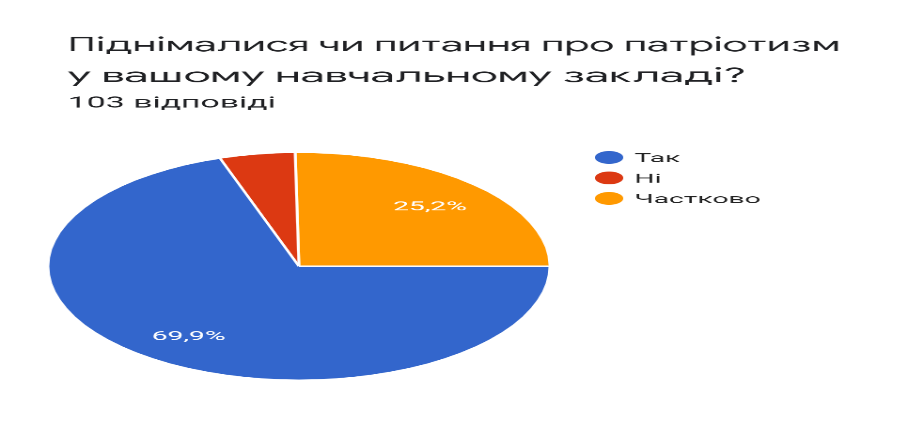 Піднімалися чи питання про патріотизм
у вашому навчальному закладі?
103 відповіді
Так
Ні
Частково
25,2%
69,9%